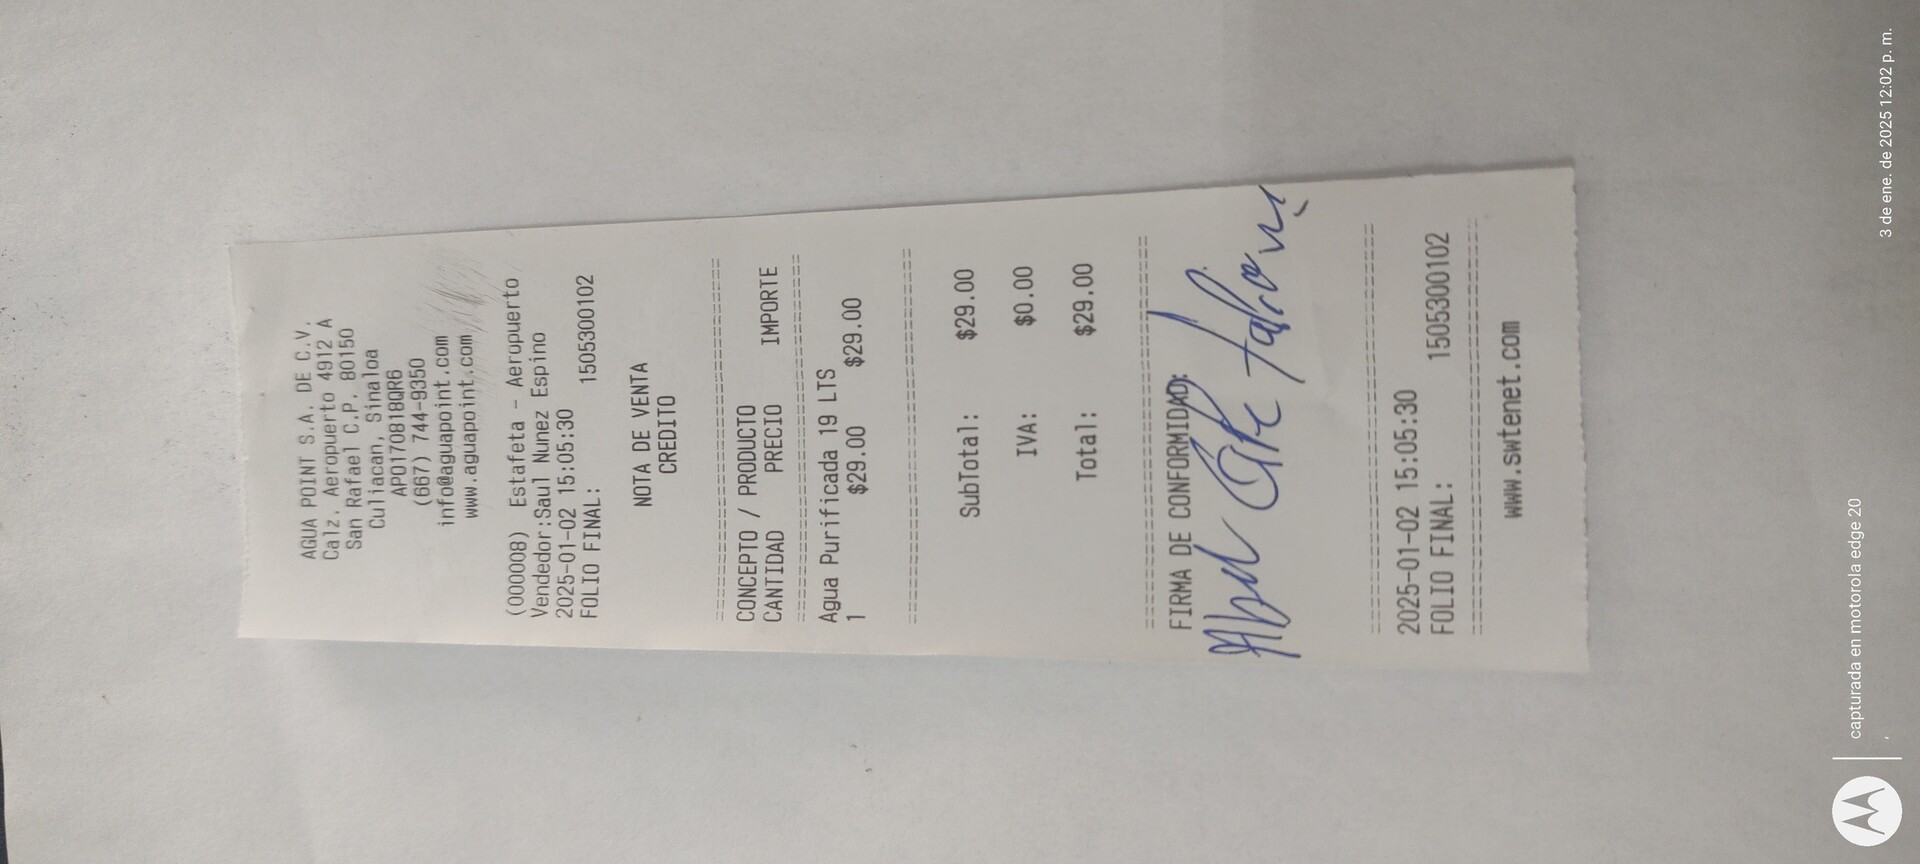 AGUA POINT S.A. DE C.V.
Calz. Aeropuerto 4912 A
San Rafael C.P. 80150
Culiacan, Sinaloa
APO170818QR6
(667) 744-9350
info@aguapoint.com
www.aguapoint.com
(000008) Estafeta - Aeropuerto
Vendedor:Saul Nunez Espino
2025-01-02 15:05:30
FOLIO FINAL: 1505300102
NOTA DE VENTA
CREDITO
==============================
CONCEPTO / PRODUCTO
CANTIDAD PRECIO IMPORTE
==============================
Agua Purificada 19 LTS
1 $29.00 $29.00
==============================
SubTotal: $29.00
IVA: $0.00
Total: $29.00
==============================
FIRMA DE CONFORMIDAD:
==============================
2025-01-02 15:05:30
FOLIO FINAL: 1505300102
==============================
www.swtenet.com
capturada en motorola edge 20
3 de ene. de 2025 12:02 p. m.